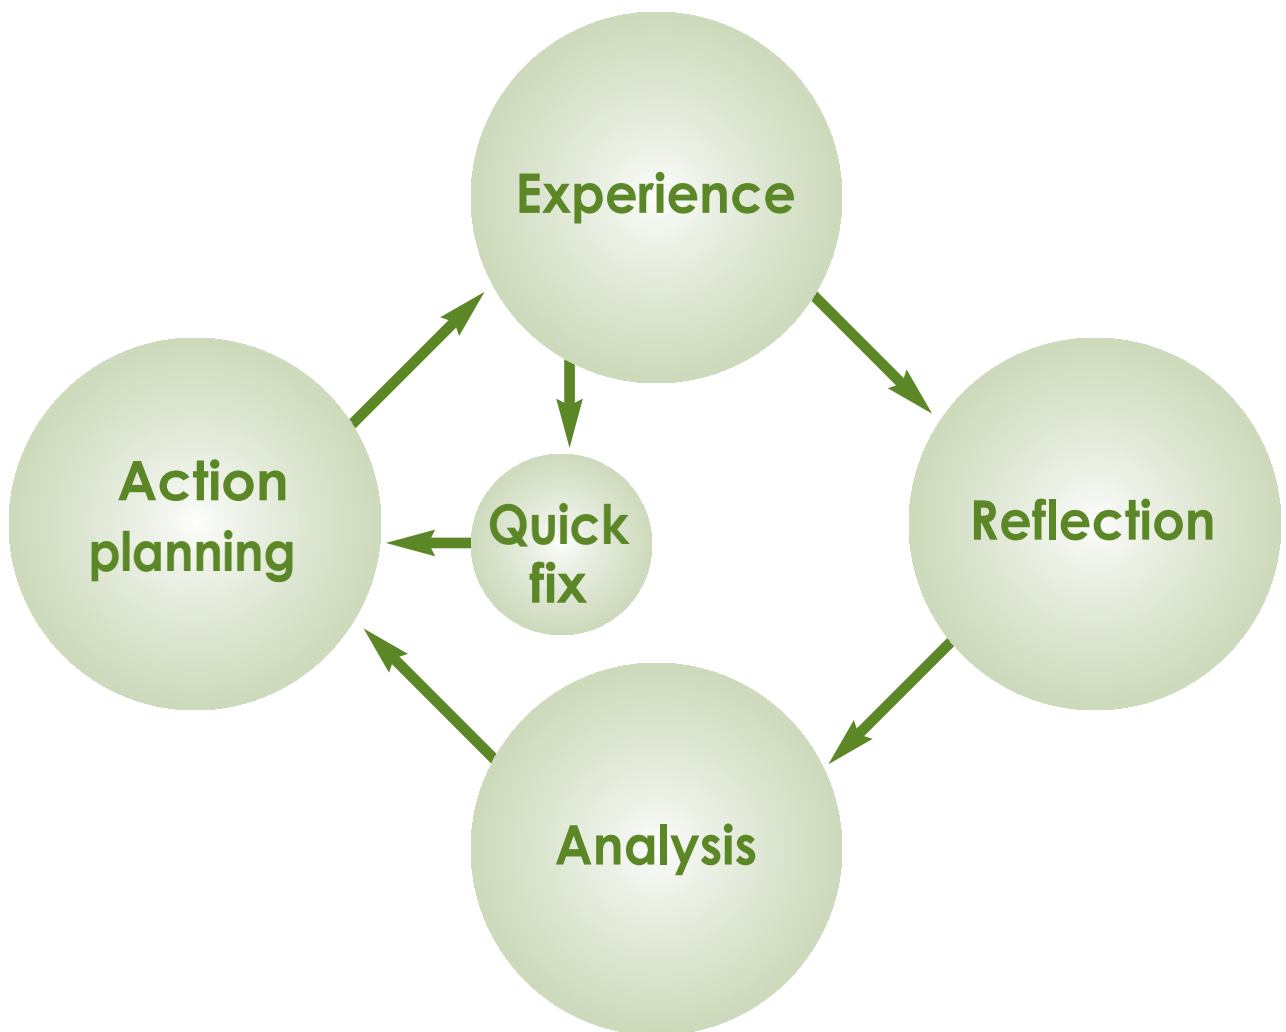 Experience
Action
planning
Quick
fix
Reflection
Analysis